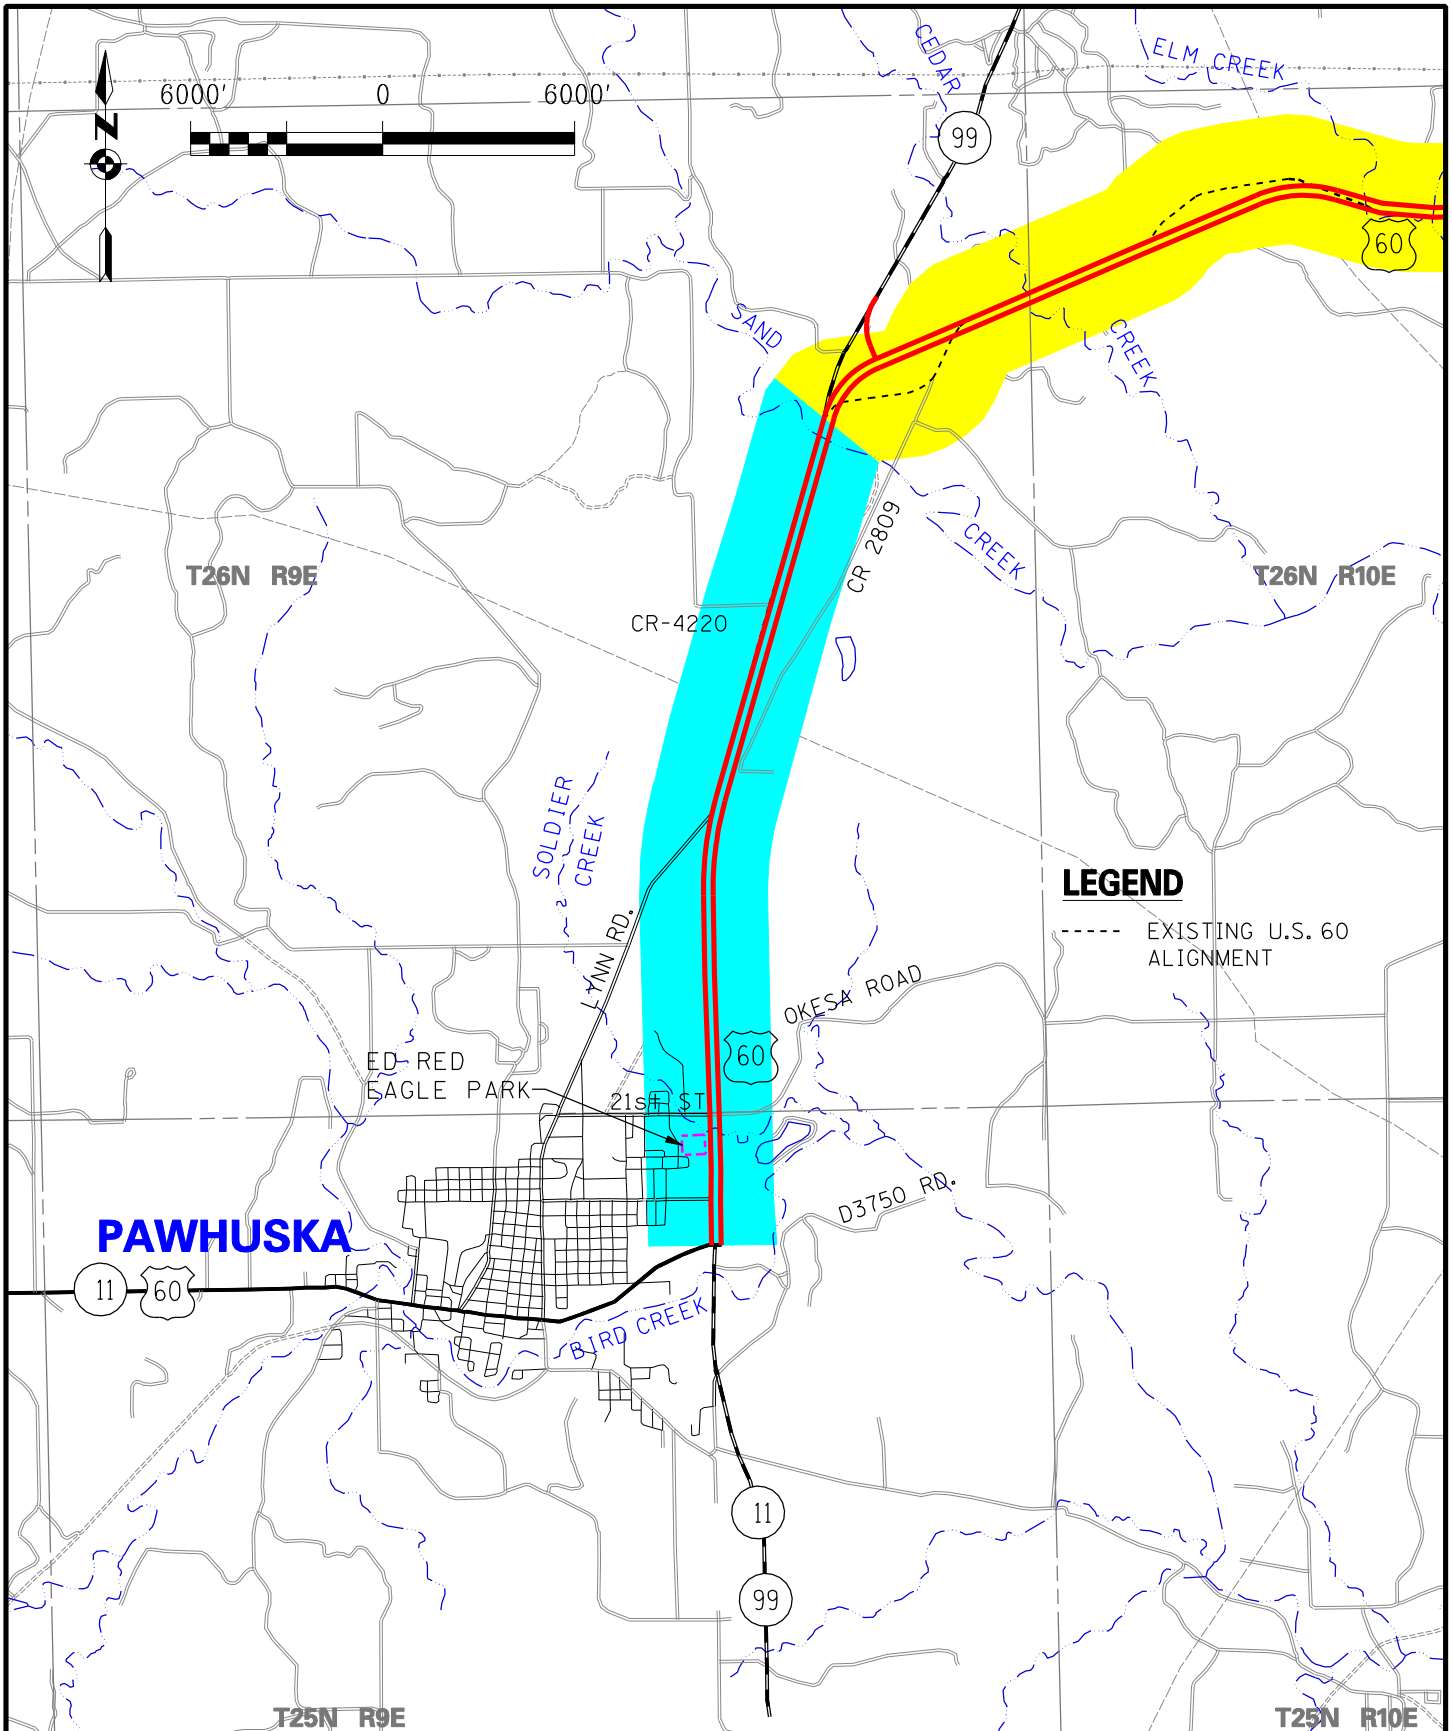 CEDAR
ELM CREEK
6000' 0 6000'
N
99
60
SAND
CREEK
CR 2809
CREEK
T26N R9E
T26N R10E
CR-4220
SOLDIER
CREEK
LEGEND
EXISTING U.S. 60
ALIGNMENT
LYNN RD.
OKESA ROAD
60
ED RED
EAGLE PARK
21st ST
D3750 RD.
PAWHUSKA
11 60
BIRD CREEK
11
99
T25N R9E
T25N R10E